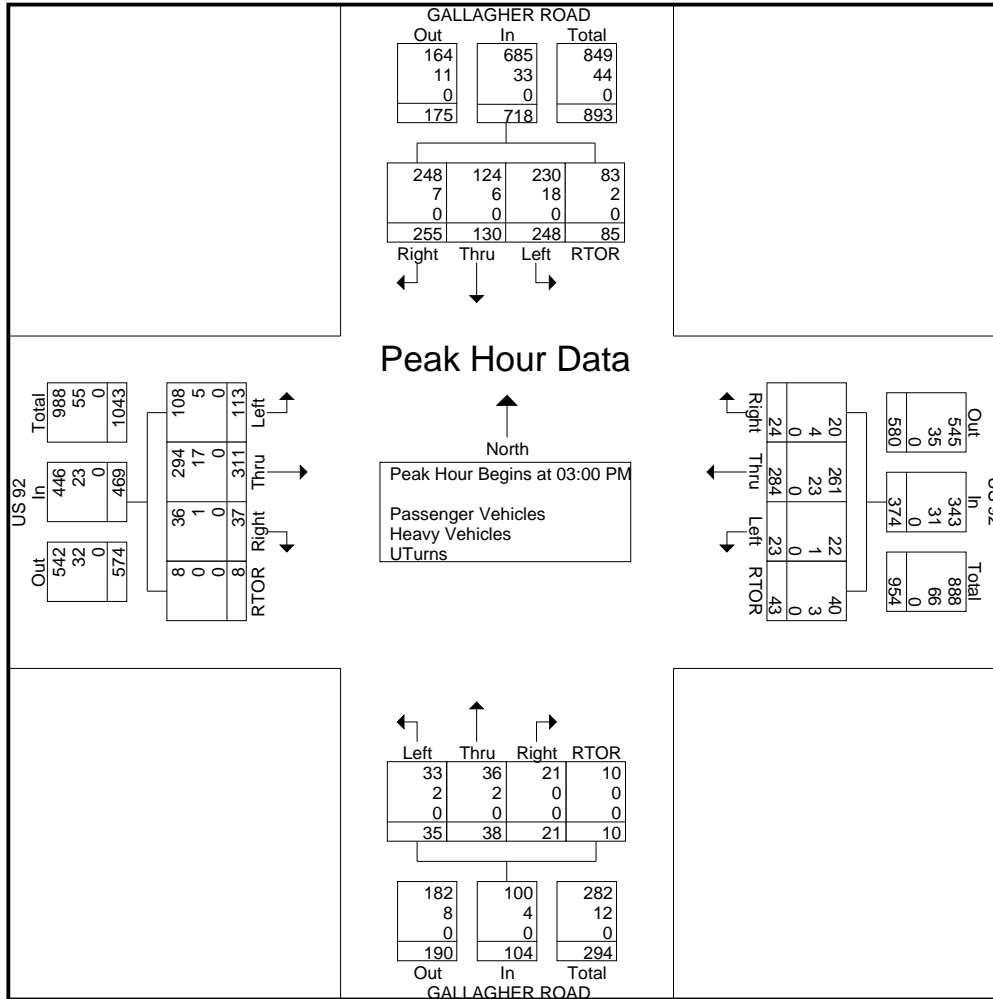 GALLAGHER ROAD
Out In Total
164 685 849
11 33 44
0 0 0
175 718 893
248 124 230 83
7 6 18 2
0 0 0 0
255 130 248 85
Right Thru Left RTOR
Peak Hour Data
North
Peak Hour Begins at 03:00 PM
Passenger Vehicles
Heavy Vehicles
UTurns
US 92
Out In Total
542 446 988
32 23 55
0 0 0
574 469 1043
8 36 294 108
0 1 17 5
0 0 0 0
8 37 311 113
RTOR Right Thru Left
US 92
Out In Total
545 343 888
35 31 66
0 0 0
580 374 954
20 261 22 40
4 23 1 3
0 0 0 0
24 284 23 43
Right Thru Left RTOR
Left Thru Right RTOR
33 36 21 10
2 2 0 0
0 0 0 0
35 38 21 10
182 100 282
8 4 12
0 0 0
190 104 294
Out In Total
GALLAGHER ROAD